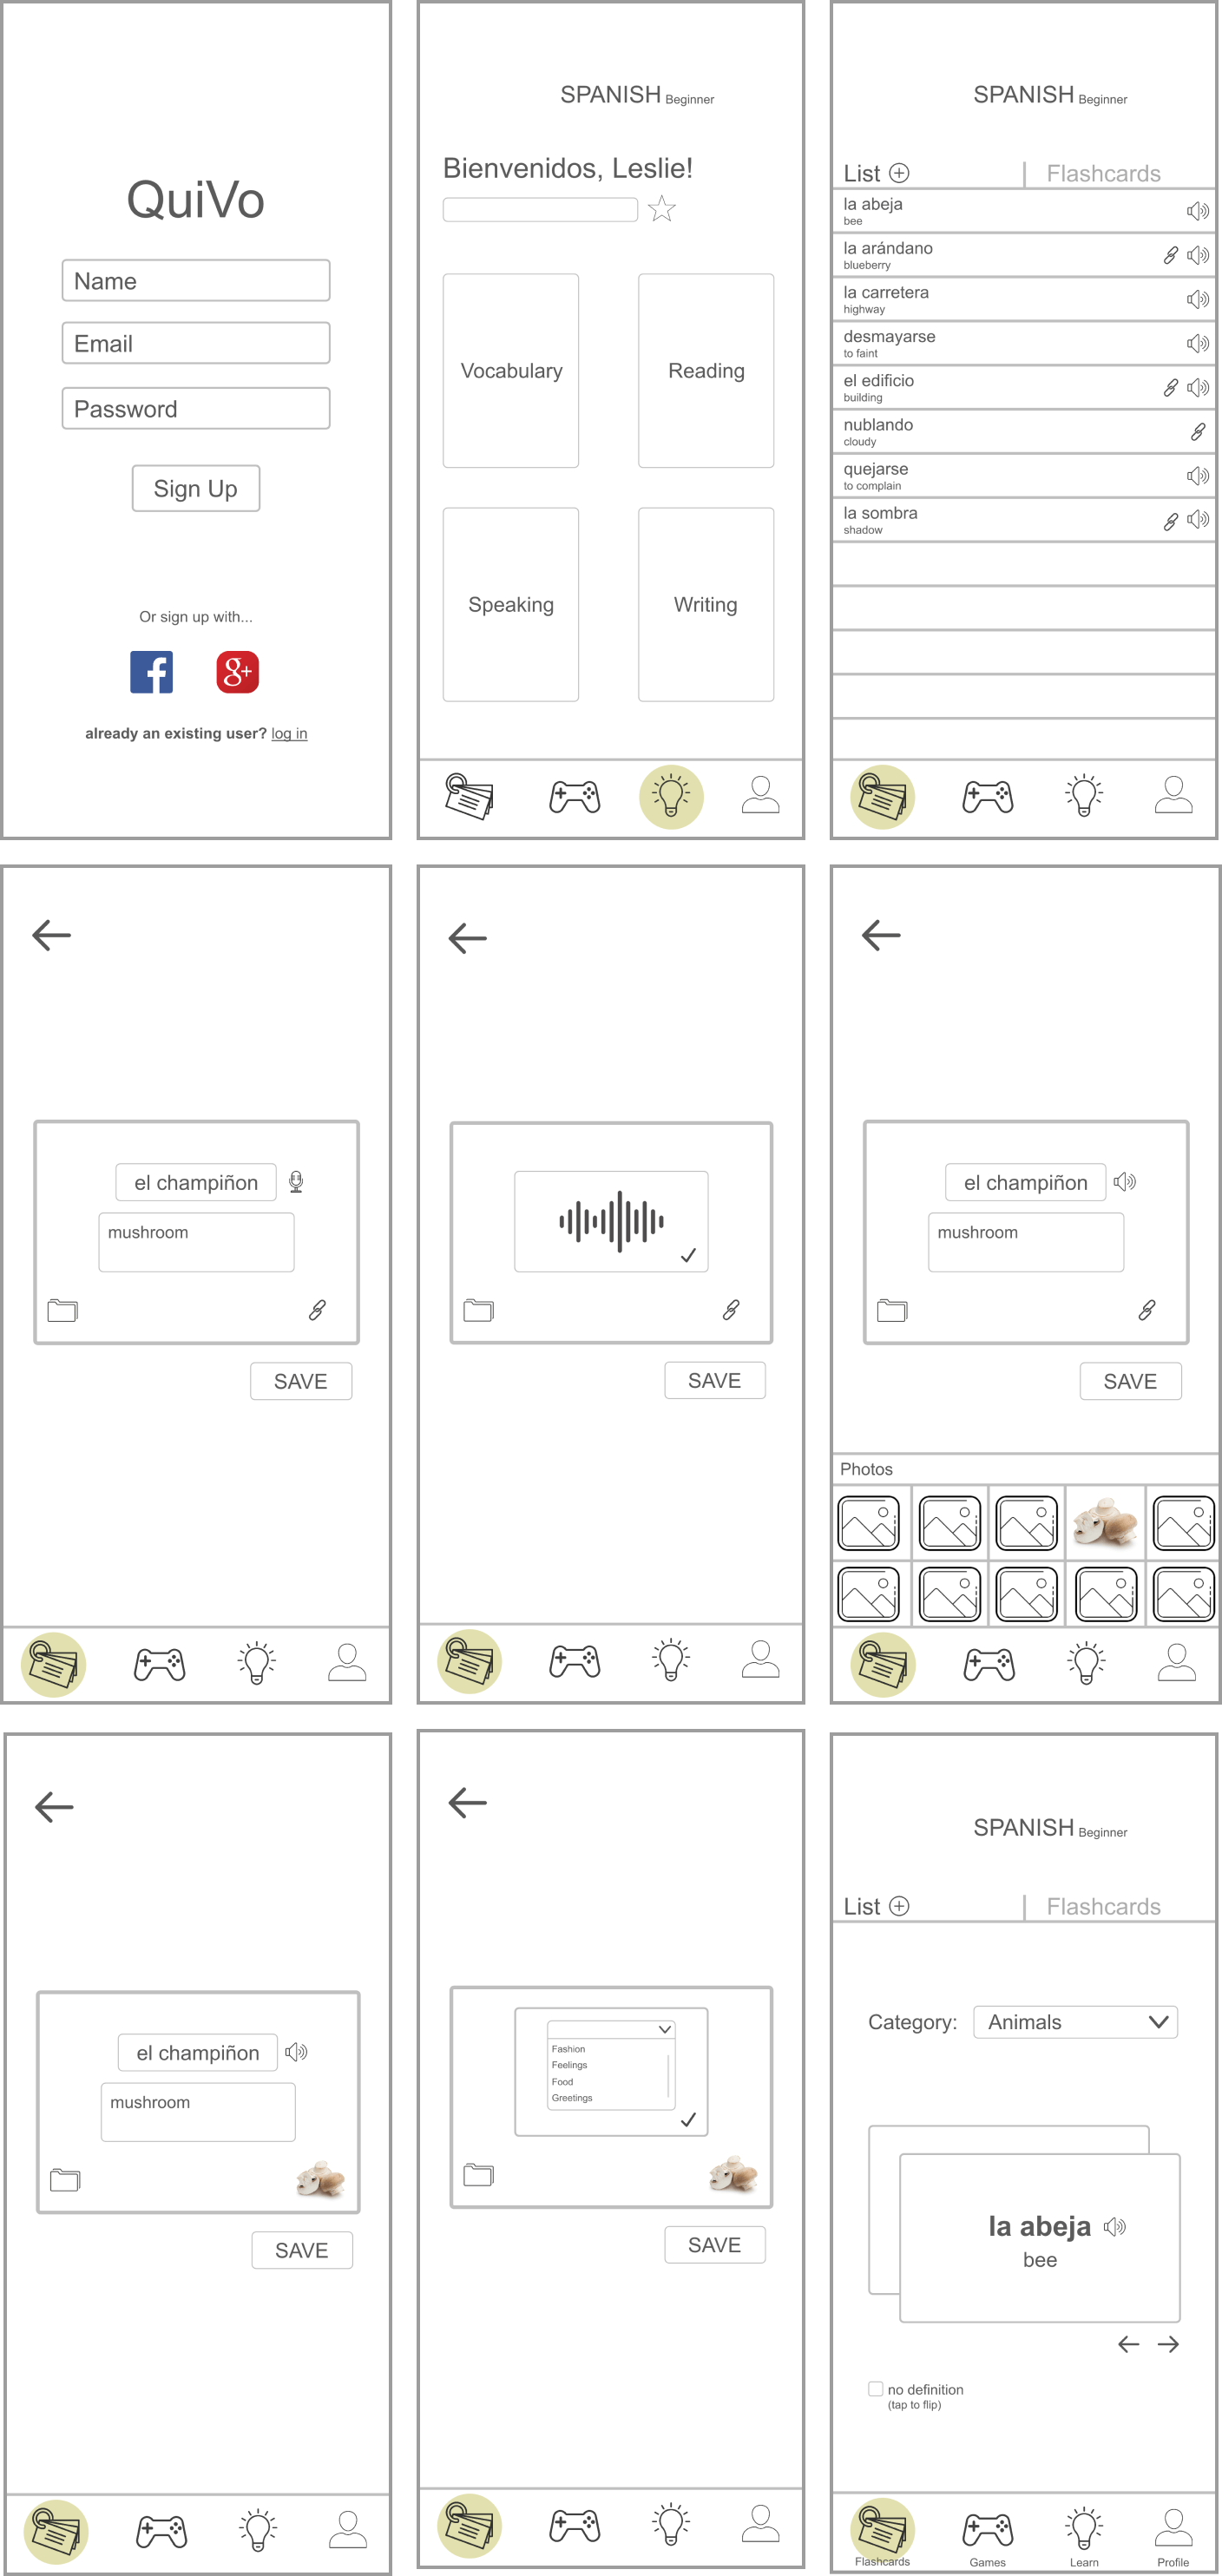 QuiVo
Name
Email
Password
Sign Up
Or sign up with...
f
g+
already an existing user? log in
SPANISH Beginner
Bienvenidos, Leslie!
Vocabulary
Reading
Speaking
Writing
SPANISH Beginner
List
Flashcards
la abeja
bee
la arándano
blueberry
la carretera
highway
desmayarse
to faint
el edificio
building
nublando
cloudy
quejarse
to complain
la sombra
shadow
el champiñon
mushroom
SAVE
SAVE
el champiñon
mushroom
SAVE
Photos
el champiñon
mushroom
SAVE
Fashion
Feelings
Food
Greetings
SAVE
SPANISH Beginner
List
Flashcards
Category: Animals
la abeja
bee
no definition
(tap to flip)
Flashcards
Games
Learn
Profile